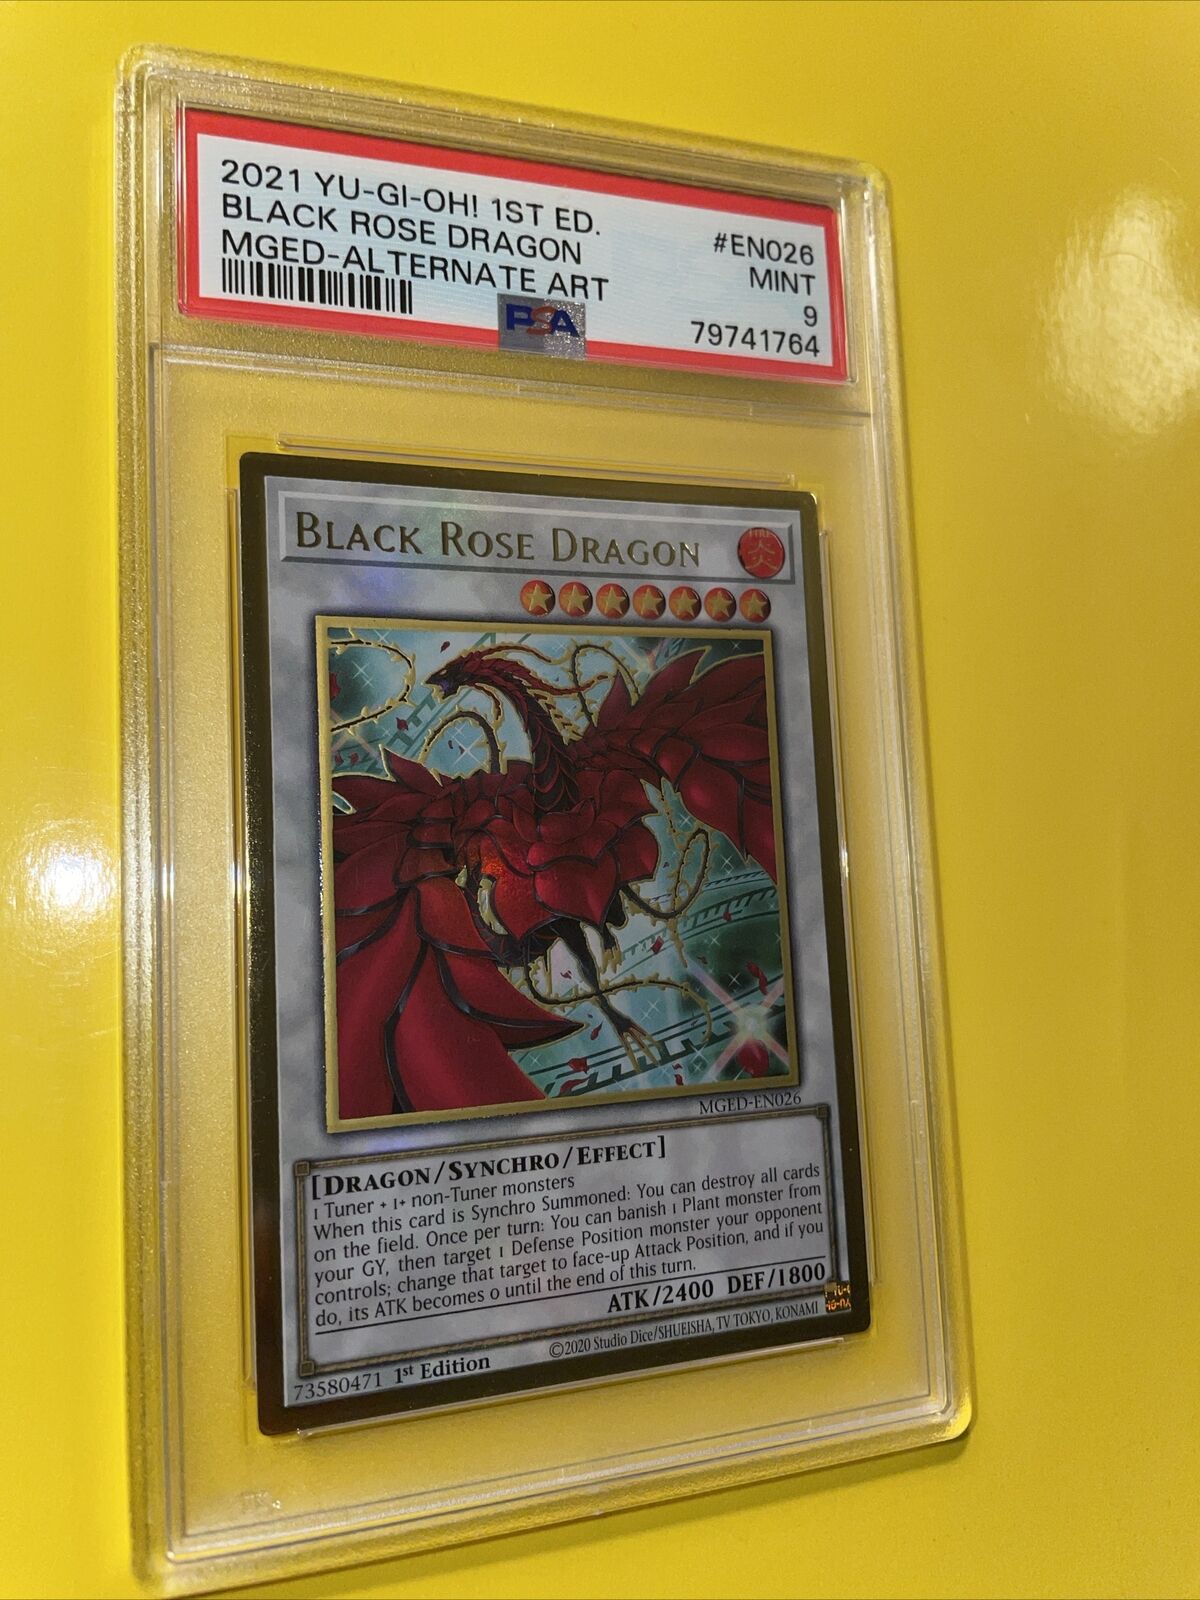 2021 YU-GI-OH! 1ST ED.
BLACK ROSE DRAGON
MGED-ALTERNATE ART
#EN026
MINT
9
79741764
PSA
BLACK ROSE DRAGON
FIRE
炎
MGED-EN026
[DRAGON/SYNCHRO/EFFECT]
1 Tuner + 1+ non-Tuner monsters
When this card is Synchro Summoned: You can destroy all cards
on the field. Once per turn: You can banish 1 Plant monster from
your GY, then target 1 Defense Position monster your opponent
controls; change that target to face-up Attack Position, and if you
do, its ATK becomes 0 until the end of this turn.
ATK/2400 DEF/1800
73580471 1st Edition
©2020 Studio Dice/SHUEISHA, TV TOKYO, KONAMI